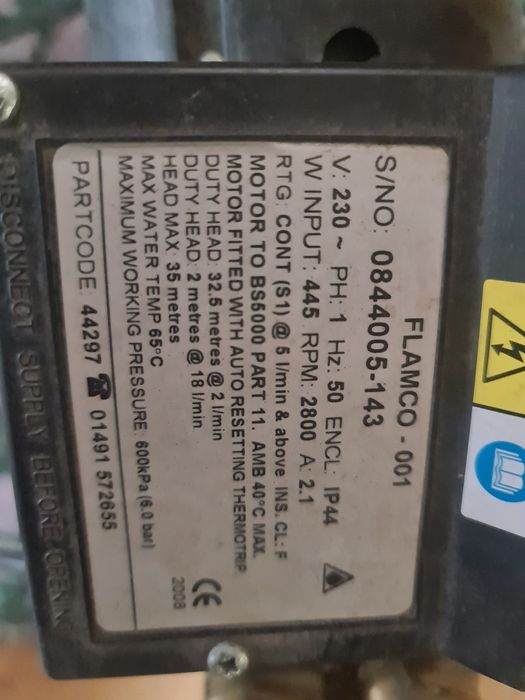 FLAMCO - 001
S/NO: 0844005-143
V: 230 ~ PH: 1 Hz: 50 ENCL: IP44
W INPUT: 445 RPM: 2800 A: 2.1
RTG: CONT (S1) @ 5 l/min & above INS. CL: F
MOTOR TO BS5000 PART 11. AMB 40°C MAX.
MOTOR FITTED WITH AUTO RESETTING THERMOTRIP
DUTY HEAD: 32.5 metres @ 2 l/min
DUTY HEAD: 2 metres @ 18 l/min
HEAD MAX: 35 metres
MAX WATER TEMP 65°C
MAXIMUM WORKING PRESSURE: 600kPa (6.0 bar)
CE
2008
PARTCODE: 44297 ☎ 01491 572655
DISCONNECT SUPPLY BEFORE OPENING